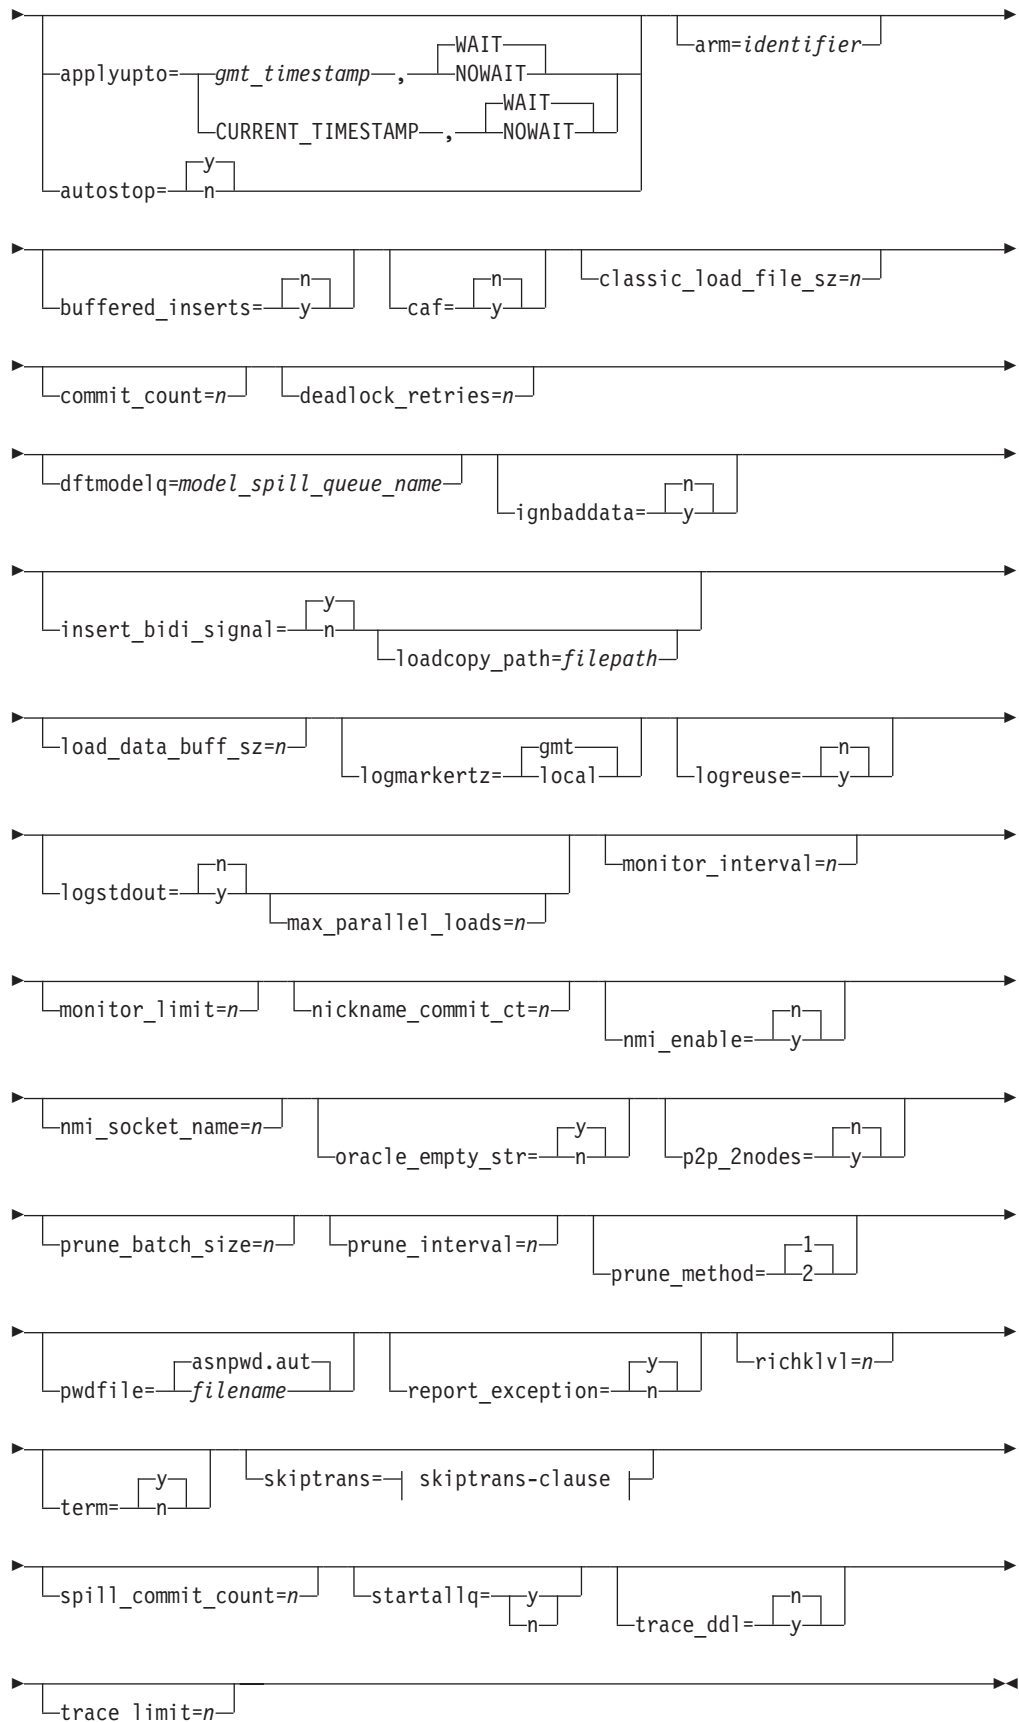 WAIT
arm=identifier
applyupto= gmt_timestamp , NOWAIT
WAIT
CURRENT_TIMESTAMP , NOWAIT
y
autostop= n
n n classic_load_file_sz=n
buffered_inserts= y caf= y
commit_count=n deadlock_retries=n
dftmodelq=model_spill_queue_name n
ignbaddata= y
y
insert_bidi_signal= n
loadcopy_path=filepath
load_data_buff_sz=n gmt n
logmarkertz= local logreuse= y
n monitor_interval=n
logstdout= y
max_parallel_loads=n
monitor_limit=n nickname_commit_ct=n n
nmi_enable= y
nmi_socket_name=n y n
oracle_empty_str= n p2p_2nodes= y
prune_batch_size=n prune_interval=n 1
prune_method= 2
asnpwd.aut y richklvl=n
pwdfile= filename report_exception= n
y skiptrans= skiptrans-clause
term= n
spill_commit_count=n startallq= y n
n trace_ddl= y
trace_limit=n